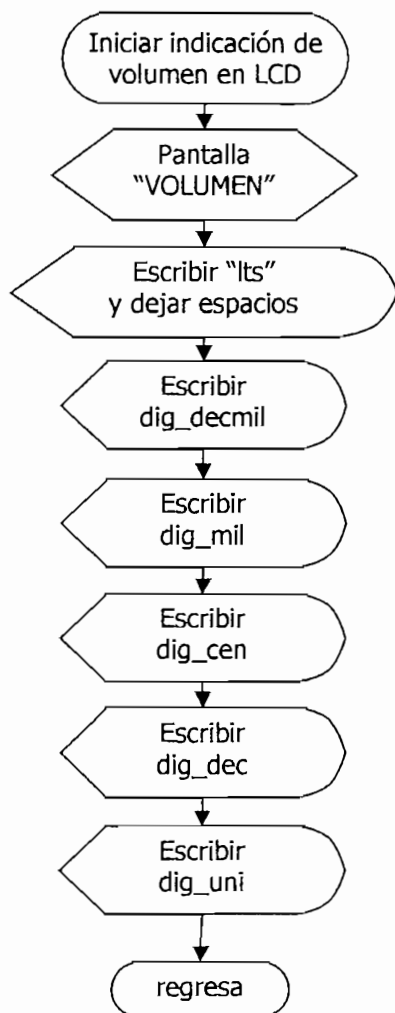 Iniciar indicación de
volumen en LCD
Pantalla
“VOLUMEN”
Escribir “lts”
y dejar espacios
Escribir
dig_decmil
Escribir
dig_mil
Escribir
dig_cen
Escribir
dig_dec
Escribir
dig_uni
regresa